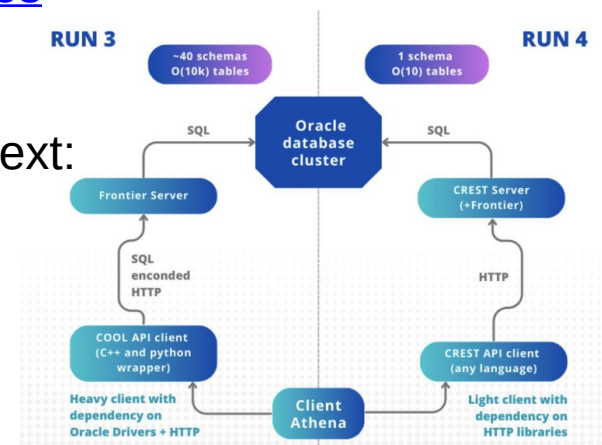 RUN 3
RUN 4
~40 schemas
O(10k) tables
1 schema
O(10) tables
ext:
SQL
Oracle
database
cluster
SQL
Frontier Server
CREST Server
(+Frontier)
SQL
enconded
HTTP
HTTP
COOL API client
(C++ and python
wrapper)
CREST API client
(any language)
Heavy client with
dependency on
Oracle Drivers + HTTP
Client
Athena
Light client with
dependency on
HTTP libraries